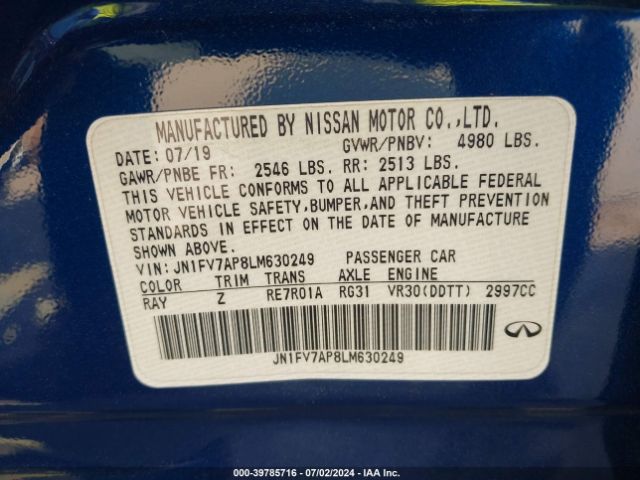 MANUFACTURED BY NISSAN MOTOR CO.,LTD.
DATE: 07/19 GVWR/PNBV: 4980 LBS.
GAWR/PNBE FR: 2546 LBS. RR: 2513 LBS.
THIS VEHICLE CONFORMS TO ALL APPLICABLE FEDERAL
MOTOR VEHICLE SAFETY,BUMPER,AND THEFT PREVENTION
STANDARDS IN EFFECT ON THE DATE OF MANUFACTURE
SHOWN ABOVE.
VIN: JN1FV7AP8LM630249 PASSENGER CAR
COLOR TRIM TRANS AXLE ENGINE
RAY Z RE7R01A RG31 VR30(DDTT) 2997CC
JN1FV7AP8LM630249
INFINITI
000-39785716 - 07/02/2024 - IAA Inc.